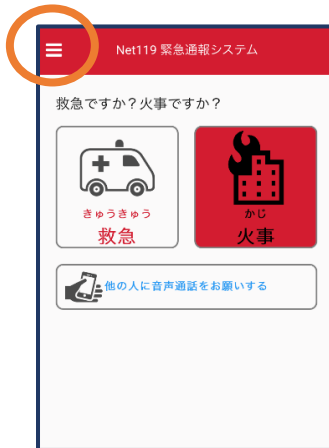 Net119 緊急通報システム
救急ですか？火事ですか？
きゅうきゅう
救急
かじ
火事
他の人に音声通話をお願いする